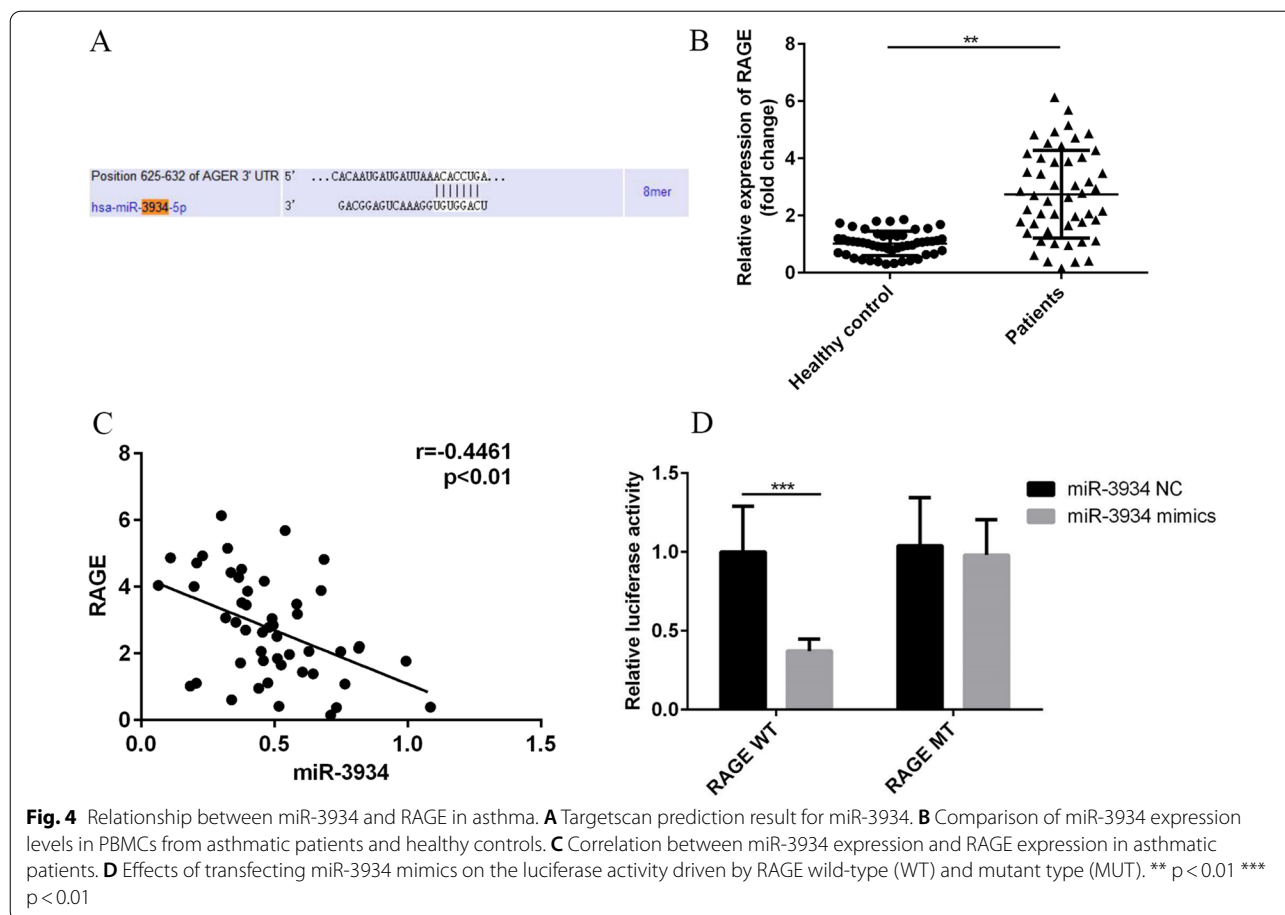 A
Position 625-632 of AGER 3' UTR 5' ...CACAAUGAUGAUUAAACACCUGA...
hsa-miR-3934-5p 3' GACGGAGUCAAAGGUGUGGACU
8mer
B
Relative expression of RAGE
(fold change)
8
6
4
2
0
**
Healthy control
Patients
C
r=-0.4461
p<0.01
RAGE
8
6
4
2
0
0.0 0.5 1.0 1.5
miR-3934
D
Relative luciferase activity
1.5
1.0
0.5
0.0
***
miR-3934 NC
miR-3934 mimics
RAGE WT
RAGE MT
Fig. 4 Relationship between miR-3934 and RAGE in asthma. A Targetscan prediction result for miR-3934. B Comparison of miR-3934 expression
levels in PBMCs from asthmatic patients and healthy controls. C Correlation between miR-3934 expression and RAGE expression in asthmatic
patients. D Effects of transfecting miR-3934 mimics on the luciferase activity driven by RAGE wild-type (WT) and mutant type (MUT). ** p < 0.01 ***
p < 0.01